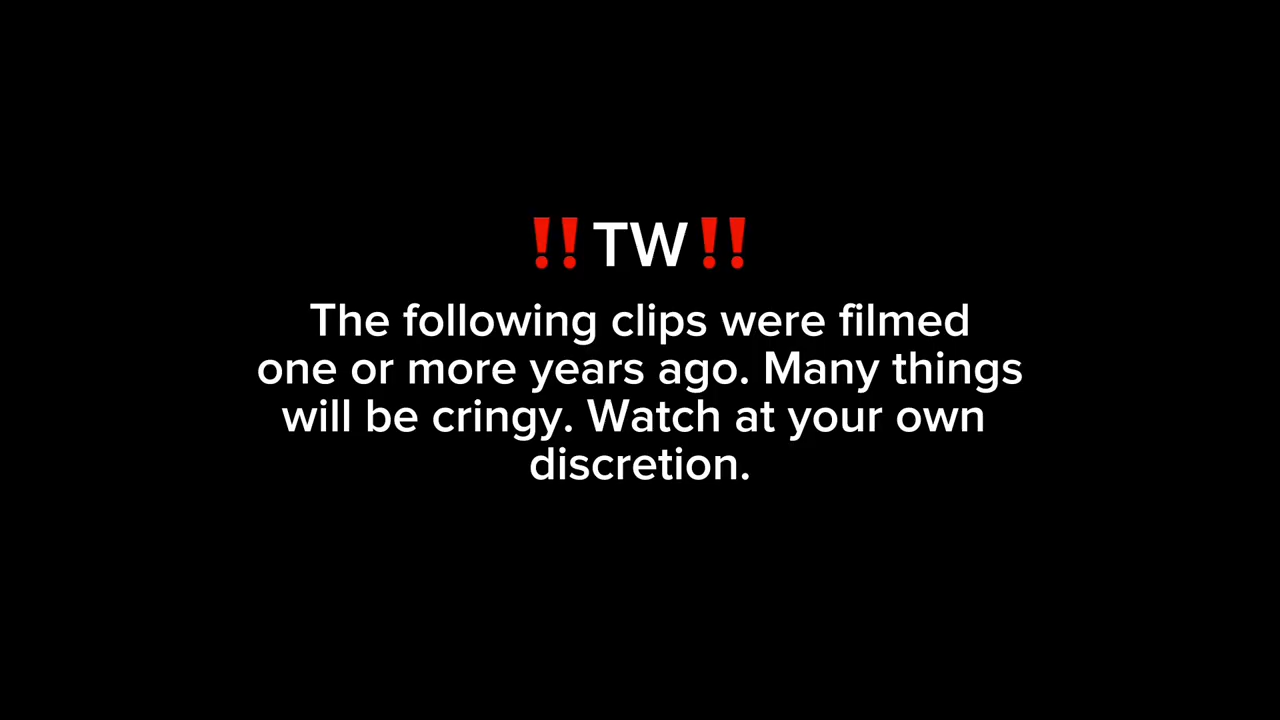 ‼️TW‼️
The following clips were filmed
one or more years ago. Many things
will be cringy. Watch at your own
discretion.